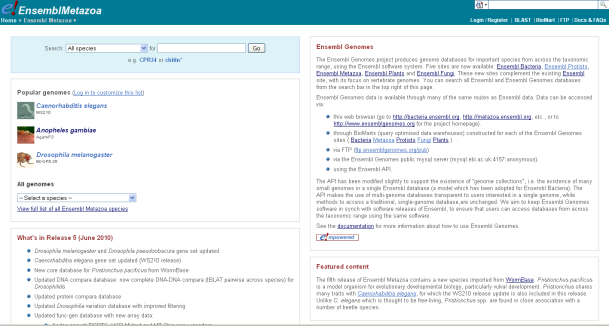 e! EnsemblMetazoa
Home > Ensembl Metazoa ▾
Login/Register | BLAST | BioMart | FTP | Docs & FAQs
Search: All species for Go
e.g. CPR34 or chitin*
Popular genomes (Log in to customize this list)
Caenorhabditis elegans
WS210
Anopheles gambiae
AgamP3
Drosophila melanogaster
All genomes
-- Select a species --
View full list of all Ensembl Metazoa species
What's in Release 5 (June 2010)
Drosophila melanogaster and Drosophila pseudoobscura gene set updated
Caenorhabditis elegans gene set updated (WS210 release)
New core database for Pristionchus pacificus from WormBase
Updated DNA compara database: now complete DNA-DNA compara (tBLAT pairwise across species) for
Drosophilids
Updated protein compara database
Updated Drosophila variation database with improved filtering
Updated func-gen database with new array data:
Ensembl Genomes
The Ensembl Genomes project produces genome databases for important species from across the taxonomic
range, using the Ensembl software system. Five sites are now available: Ensembl Bacteria, Ensembl Protists,
Ensembl Metazoa, Ensembl Plants and Ensembl Fungi. These new sites complement the existing Ensembl
site, with its focus on vertebrate genomes. You can search all Ensembl and Ensembl Genomes databases
from the search bar in the top right of this page.
Ensembl Genomes data is available through many of the same routes as Ensembl data. Data can be accessed
via:
this web browser (go to http://bacteria.ensembl.org, http://metazoa.ensembl.org, etc., or to
http://www.ensemblgenomes.org for the project homepage).
through BioMarts (query optimised data warehouses) constructed for each of the Ensembl Genomes
sites ( Bacteria Metazoa Protists Fungi Plants )
via FTP (ftp.ensemblgenomes.org/pub)
via the Ensembl Genomes public mysql server (mysql.ebi.ac.uk:4157:anonymous).
using the Ensembl API.
The API has been modified slightly to support the existence of "genome collections", i.e. the existence of many
small genomes in a single Ensembl database (a model which has been adopted for Ensembl Bacteria). The
API makes the use of multi-genome databases transparent to users interested in a single genome, while
methods to access a traditional, single-genome database,are unchanged. We aim to keep Ensembl Genomes
software in synch with software releases of Ensembl, to ensure that users can access databases from across
the taxonomic range using the same software.
See the documentation for more information about how to use Ensembl Genomes.
e! mpowered
Featured content
The fifth release of Ensembl Metazoa contains a new species imported from WormBase. Pristionchus pacificus
is a model organism for evolutionary developmental biology, particularly vulval development. Pristionchus shares
many traits with Caenorhabditis elegans, for which the WS210 release update is also included in this release.
Unlike C. elegans which is thought to be free-living, Pristionchus spp. are found in close association with a
number of beetle species.